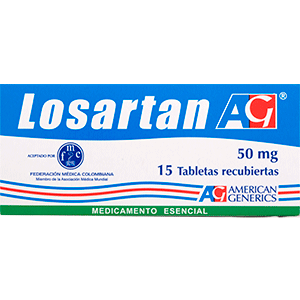 Losartan AG®
ACEPTADO POR
fmc
FEDERACIÓN MÉDICA COLOMBIANA
Miembro de la Asociación Médica Mundial
50 mg
15 Tabletas recubiertas
AG AMERICAN
GENERICS
MEDICAMENTO ESENCIAL